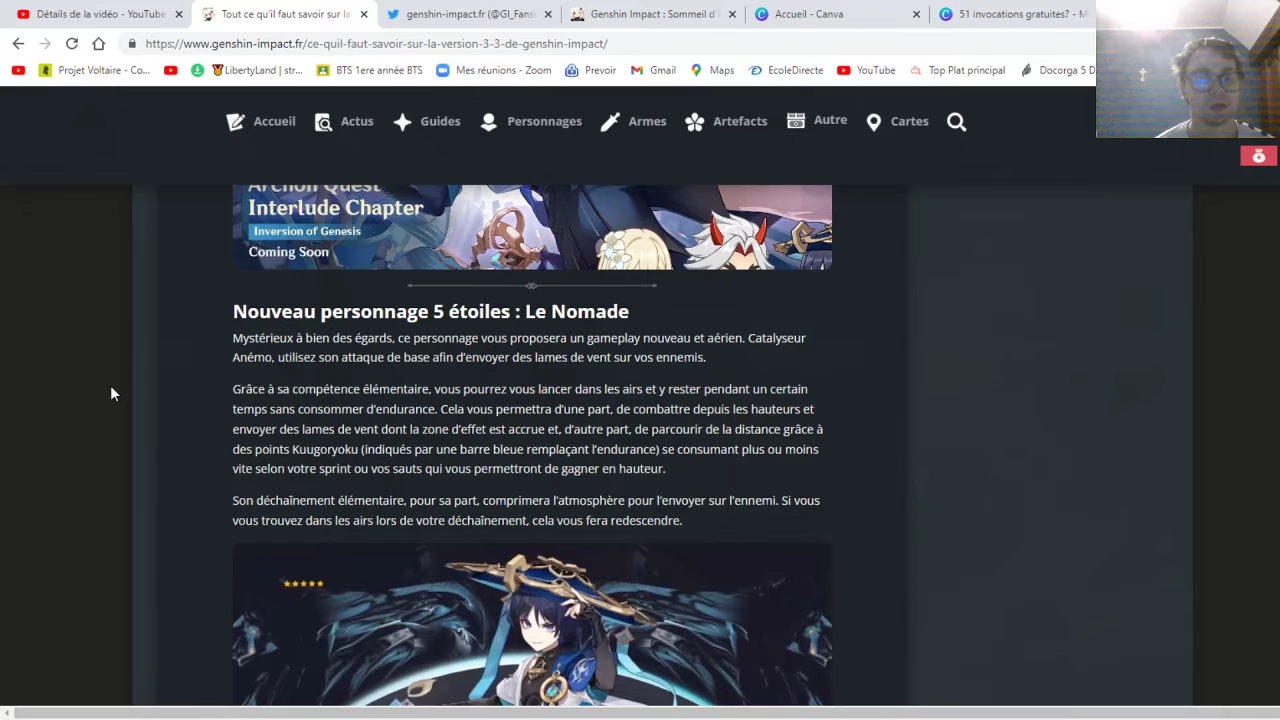 Détails de la vidéo - YouTube
Tout ce qu'il faut savoir sur la
genshin-impact.fr (@GI_Fansi
Genshin Impact : Sommeil d'
Accueil - Canva
51 invocations gratuites? - M
https://www.genshin-impact.fr/ce-quil-faut-savoir-sur-la-version-3-3-de-genshin-impact/
Projet Voltaire - Co...
LibertyLand | str...
BTS 1ere année BTS
Mes réunions - Zoom
Prevoir
Gmail
Maps
EcoleDirecte
YouTube
Top Plat principal
Docorga 5 D
Accueil
Actus
Guides
Personnages
Armes
Artefacts
Autre
Cartes
Archon Quest
Interlude Chapter
Inversion of Genesis
Coming Soon
Nouveau personnage 5 étoiles : Le Nomade
Mystérieux à bien des égards, ce personnage vous proposera un gameplay nouveau et aérien. Catalyseur
Anémo, utilisez son attaque de base afin d'envoyer des lames de vent sur vos ennemis.
Grâce à sa compétence élémentaire, vous pourrez vous lancer dans les airs et y rester pendant un certain
temps sans consommer d'endurance. Cela vous permettra d'une part, de combattre depuis les hauteurs et
envoyer des lames de vent dont la zone d'effet est accrue et, d'autre part, de parcourir de la distance grâce à
des points Kuugoryoku (indiqués par une barre bleue remplaçant l'endurance) se consumant plus ou moins
vite selon votre sprint ou vos sauts qui vous permettront de gagner en hauteur.
Son déchaînement élémentaire, pour sa part, comprimera l'atmosphère pour l'envoyer sur l'ennemi. Si vous
vous trouvez dans les airs lors de votre déchaînement, cela vous fera redescendre.